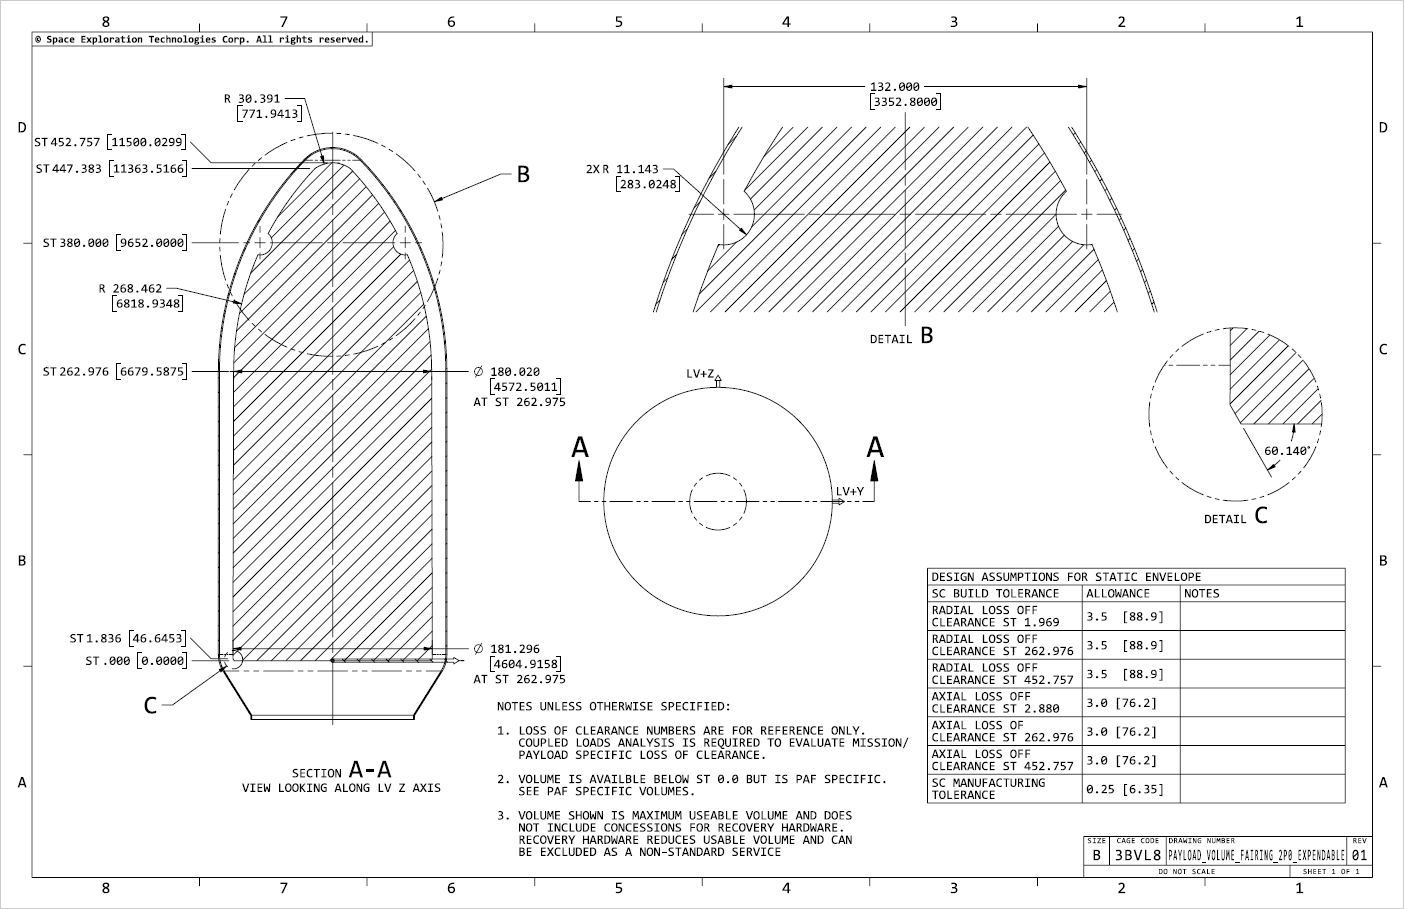 8 7 6 5 4 3 2 1
© Space Exploration Technologies Corp. All rights reserved.
D
D
C
C
B
B
A
A
R 30.391
[771.9413]
ST 452.757 [11500.0299]
ST 447.383 [11363.5166]
B
ST 380.000 [9652.0000]
R 268.462
[6818.9348]
ST 262.976 [6679.5875]
Ø 180.020
[4572.5011]
AT ST 262.975
ST 1.836 [46.6453]
ST .000 [0.0000]
C
Ø 181.296
[4604.9158]
AT ST 262.975
SECTION A-A
VIEW LOOKING ALONG LV Z AXIS
132.000
[3352.8000]
2X R 11.143
[283.0248]
DETAIL B
LV+Z
A A
LV+Y
60.140°
DETAIL C
NOTES UNLESS OTHERWISE SPECIFIED:
1. LOSS OF CLEARANCE NUMBERS ARE FOR REFERENCE ONLY.
COUPLED LOADS ANALYSIS IS REQUIRED TO EVALUATE MISSION/
PAYLOAD SPECIFIC LOSS OF CLEARANCE.
2. VOLUME IS AVAILBLE BELOW ST 0.0 BUT IS PAF SPECIFIC.
SEE PAF SPECIFIC VOLUMES.
3. VOLUME SHOWN IS MAXIMUM USEABLE VOLUME AND DOES
NOT INCLUDE CONCESSIONS FOR RECOVERY HARDWARE.
RECOVERY HARDWARE REDUCES USABLE VOLUME AND CAN
BE EXCLUDED AS A NON-STANDARD SERVICE
DESIGN ASSUMPTIONS FOR STATIC ENVELOPE
SC BUILD TOLERANCE ALLOWANCE NOTES
RADIAL LOSS OFF
CLEARANCE ST 1.969 3.5 [88.9]
RADIAL LOSS OFF
CLEARANCE ST 262.976 3.5 [88.9]
RADIAL LOSS OFF
CLEARANCE ST 452.757 3.5 [88.9]
AXIAL LOSS OFF
CLEARANCE ST 2.880 3.0 [76.2]
AXIAL LOSS OF
CLEARANCE ST 262.976 3.0 [76.2]
AXIAL LOSS OFF
CLEARANCE ST 452.757 3.0 [76.2]
SC MANUFACTURING
TOLERANCE 0.25 [6.35]
SIZE CAGE CODE DRAWING NUMBER REV
B 3BVL8 PAYLOAD_VOLUME_FAIRING_2P0_EXPENDABLE 01
DO NOT SCALE SHEET 1 OF 1
8 7 6 5 4 3 2 1